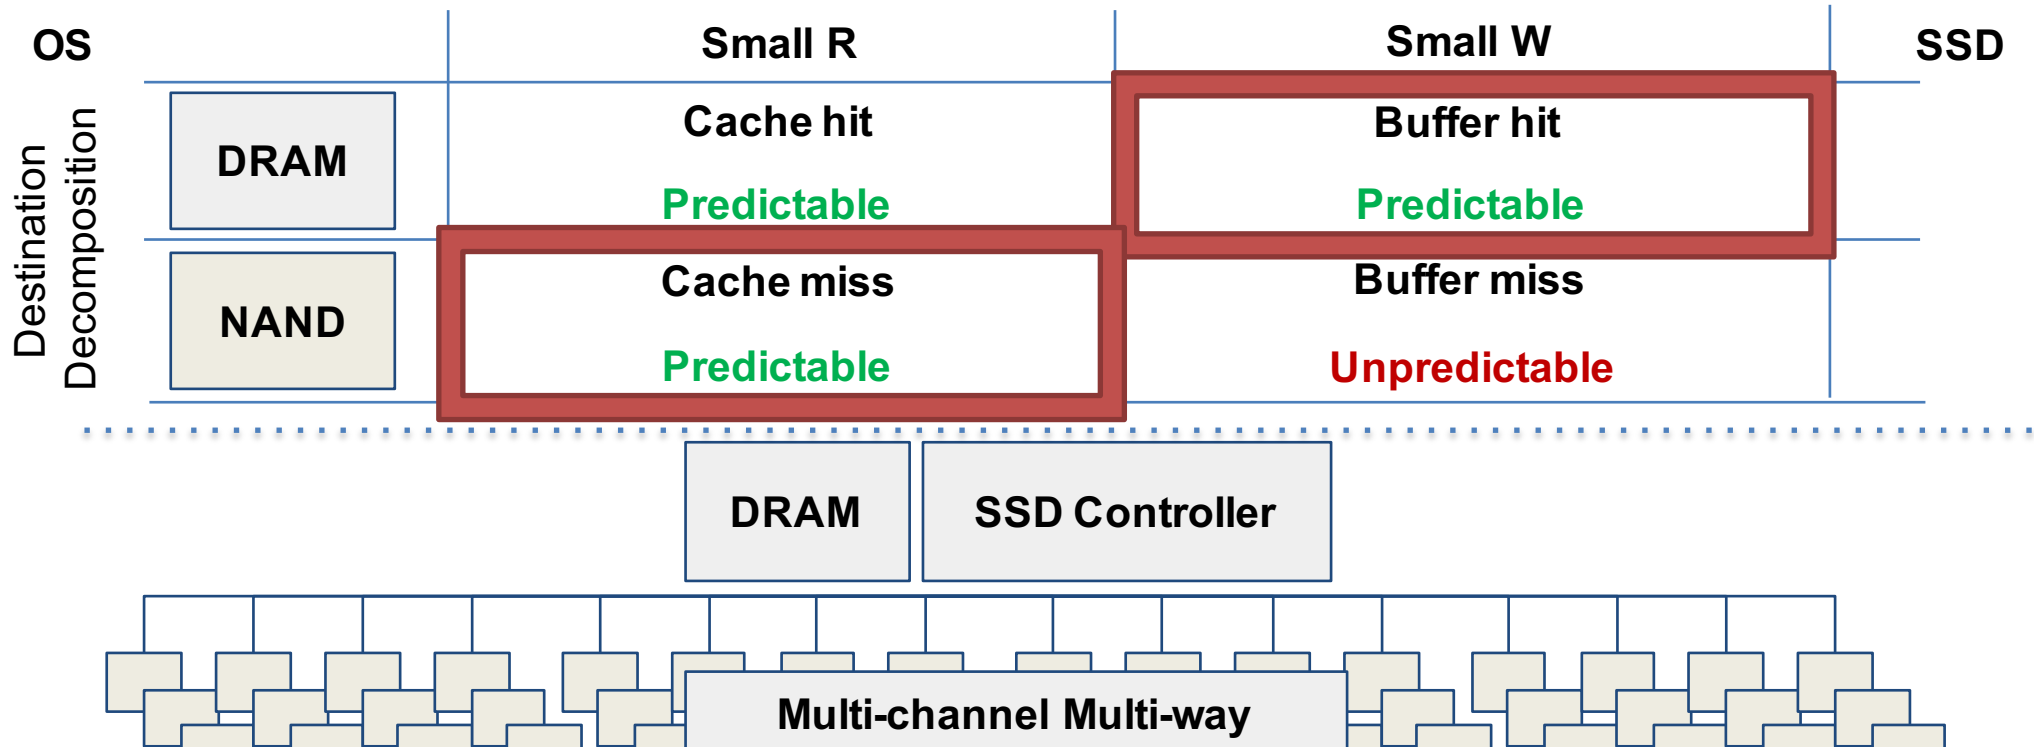 OS
Small R
Small W
SSD
Destination
Decomposition
DRAM
Cache hit
Predictable
Buffer hit
Predictable
NAND
Cache miss
Predictable
Buffer miss
Unpredictable
DRAM
SSD Controller
Multi-channel Multi-way